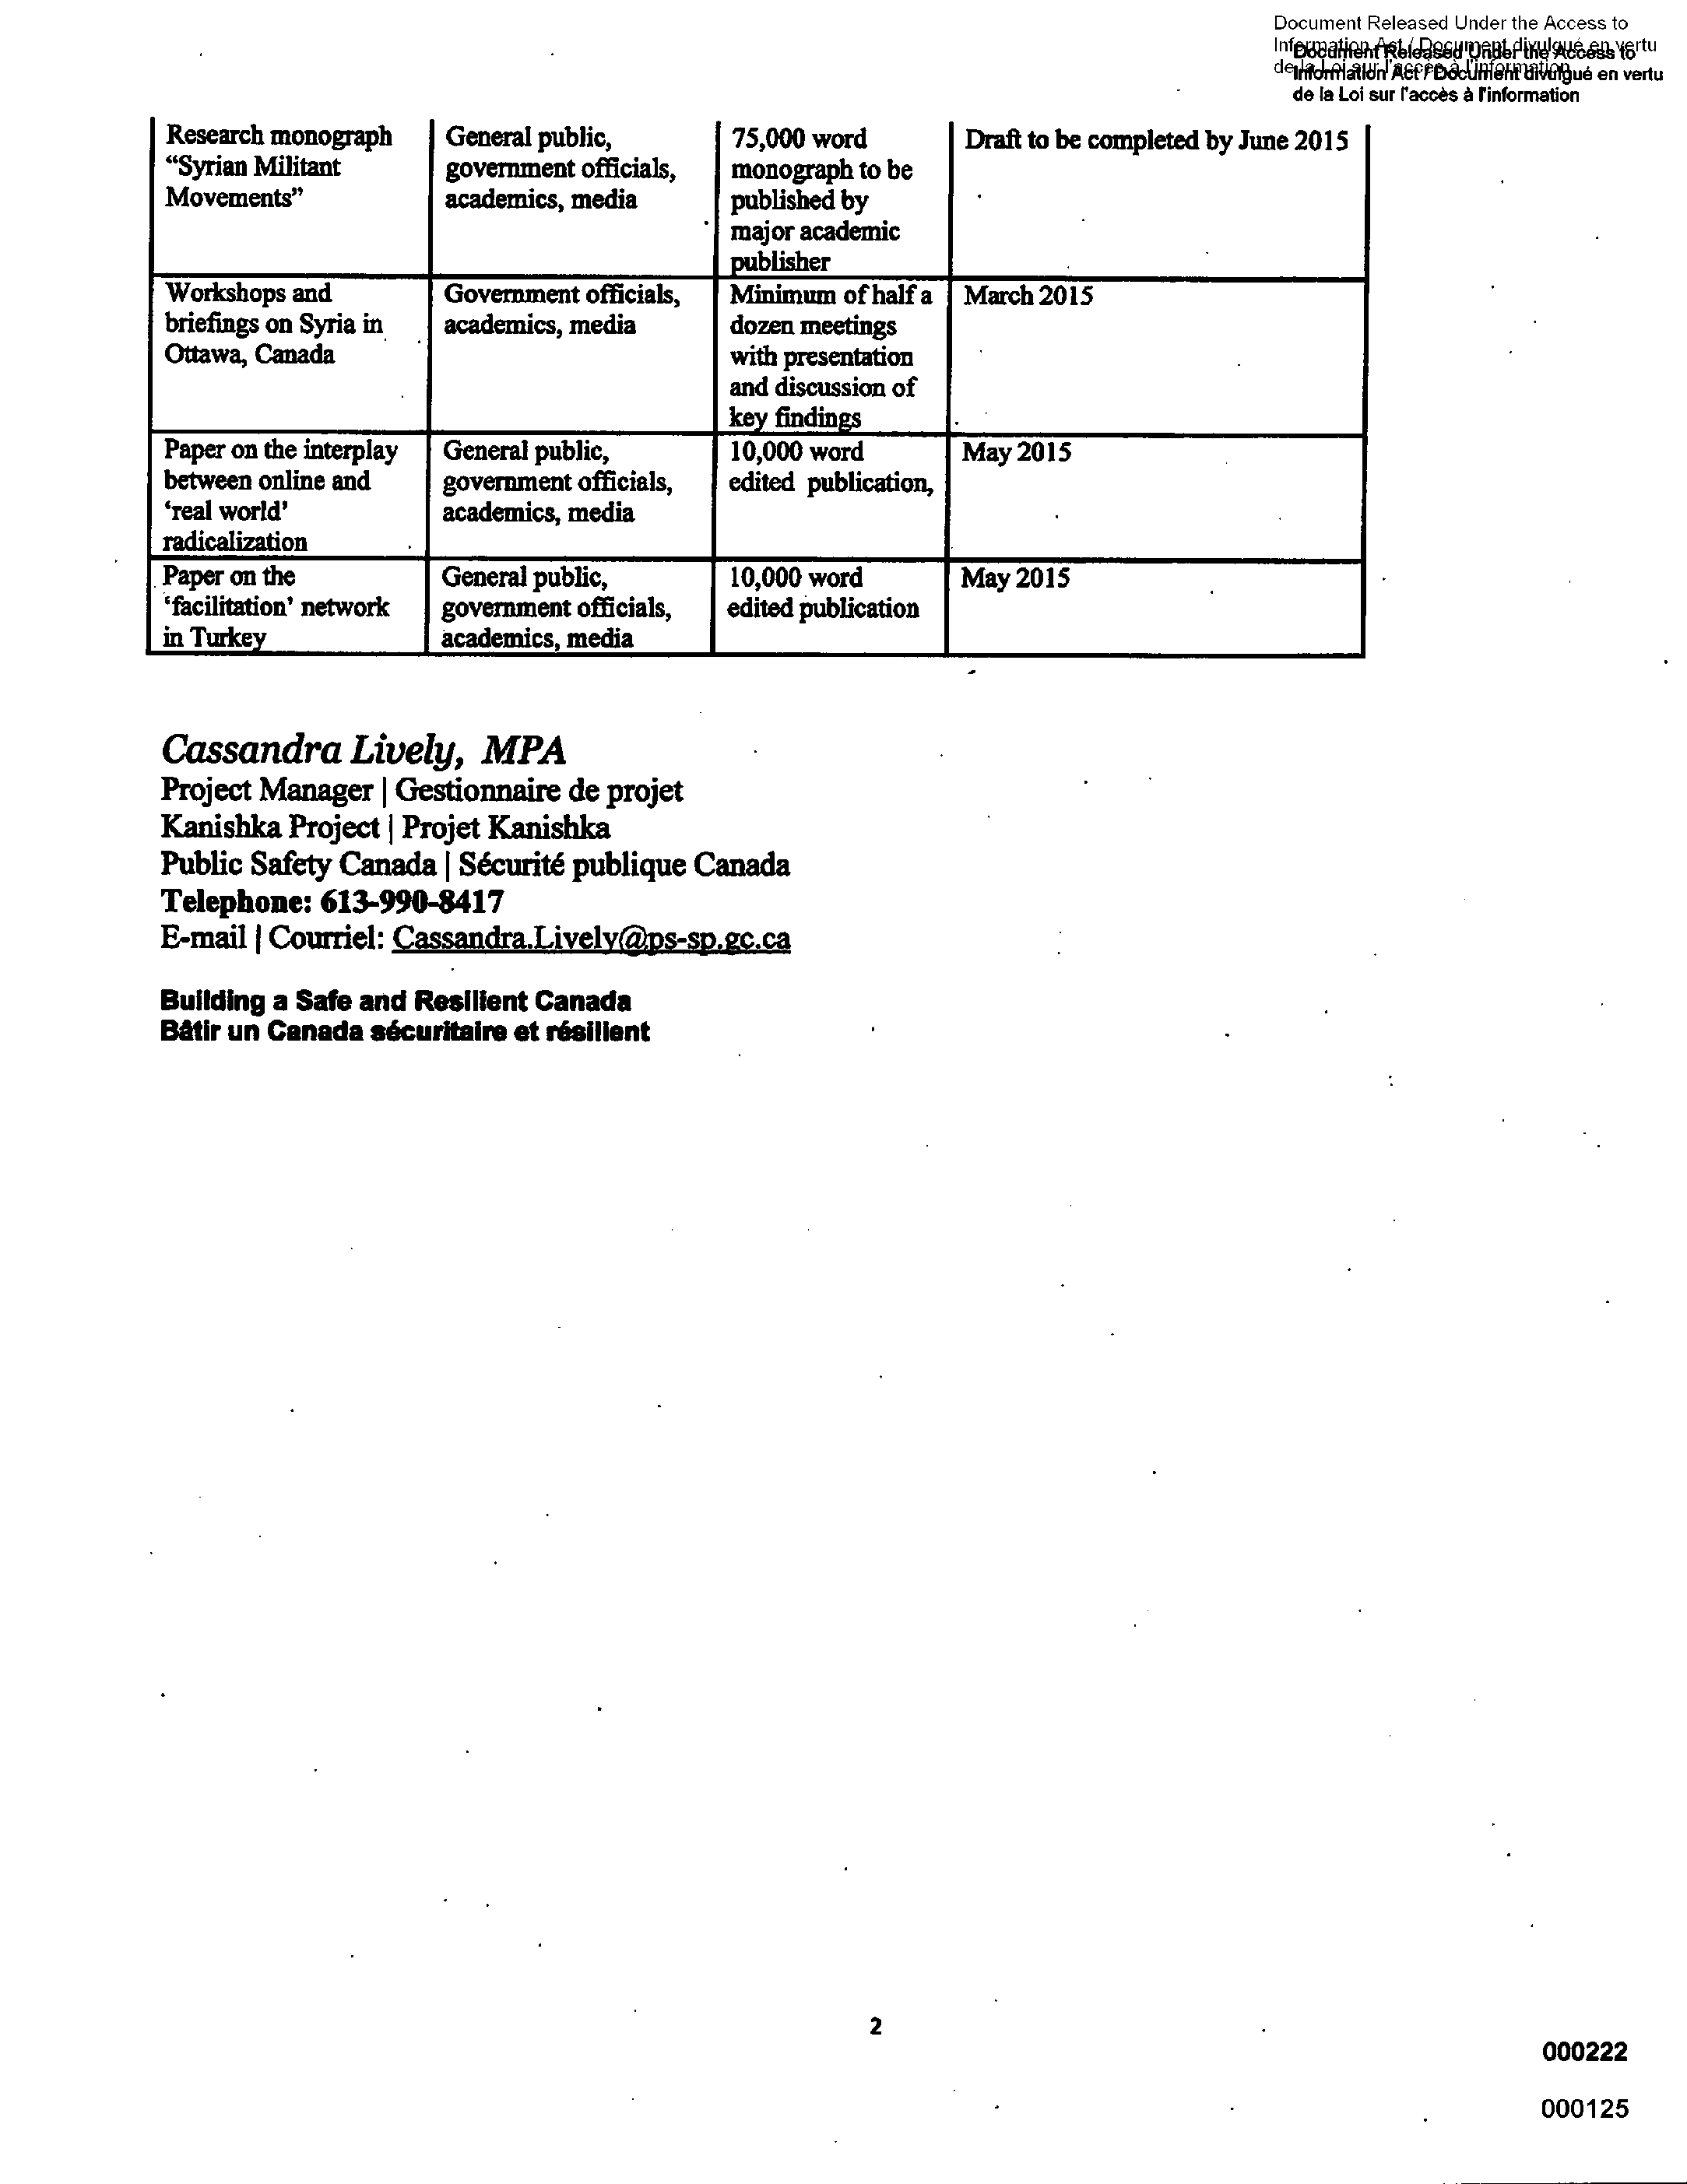 Document Released Under the Access to
Information Act / Document divulgué en vertu
de la Loi sur l'accès à l'information
Document Released Under the Access to
Information Act / Document divulgué en vertu
de la Loi sur l'accès à l'information
Research monograph
“Syrian Militant
Movements”
General public,
government officials,
academics, media
75,000 word
monograph to be
published by
major academic
publisher
Draft to be completed by June 2015
Workshops and
briefings on Syria in
Ottawa, Canada
Government officials,
academics, media
Minimum of half a
dozen meetings
with presentation
and discussion of
key findings
March 2015
Paper on the interplay
between online and
‘real world’
radicalization
General public,
government officials,
academics, media
10,000 word
edited publication,
May 2015
Paper on the
‘facilitation’ network
in Turkey
General public,
government officials,
academics, media
10,000 word
edited publication
May 2015
Cassandra Lively, MPA
Project Manager | Gestionnaire de projet
Kanishka Project | Projet Kanishka
Public Safety Canada | Sécurité publique Canada
Telephone: 613-990-8417
E-mail | Courriel: Cassandra.Lively@ps-sp.gc.ca
Building a Safe and Resilient Canada
Bâtir un Canada sécuritaire et résilient
2
000222
000125